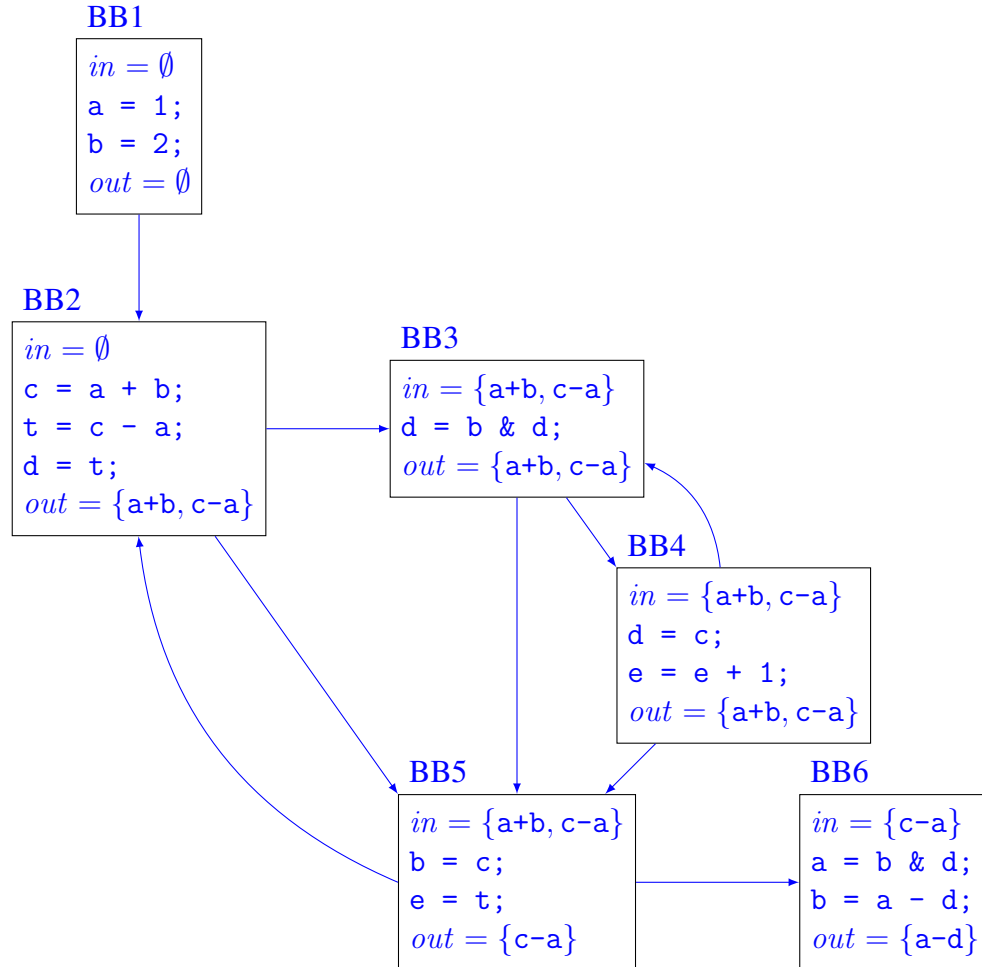 BB1
in = ∅
a = 1;
b = 2;
out = ∅
BB2
in = ∅
c = a + b;
t = c - a;
d = t;
out = {a+b, c-a}
BB3
in = {a+b, c-a}
d = b & d;
out = {a+b, c-a}
BB4
in = {a+b, c-a}
d = c;
e = e + 1;
out = {a+b, c-a}
BB5
in = {a+b, c-a}
b = c;
e = t;
out = {c-a}
BB6
in = {c-a}
a = b & d;
b = a - d;
out = {a-d}